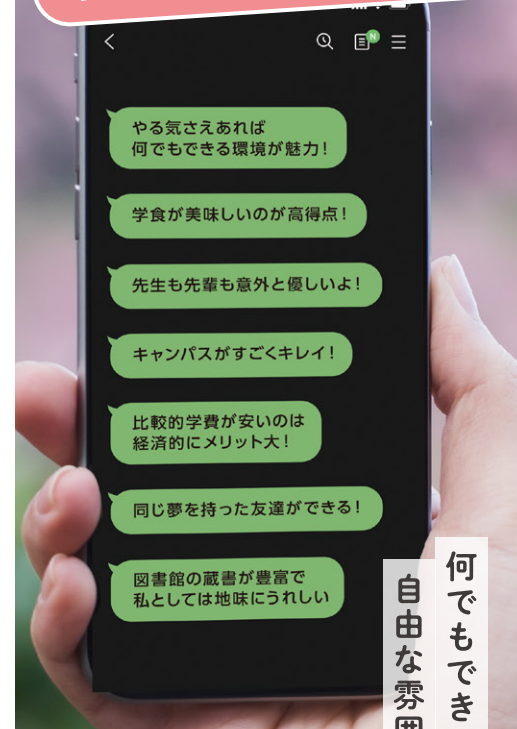 N
やる気さえあれば
何でもできる環境が魅力！
学食が美味しいのが高得点！
先生も先輩も意外と優しいよ！
キャンパスがすごくキレイ！
比較的学費が安いのは
経済的にメリット大！
同じ夢を持った友達ができる！
図書館の蔵書が豊富で
私としては地味にうれしい
何でもでき
自由な雰囲